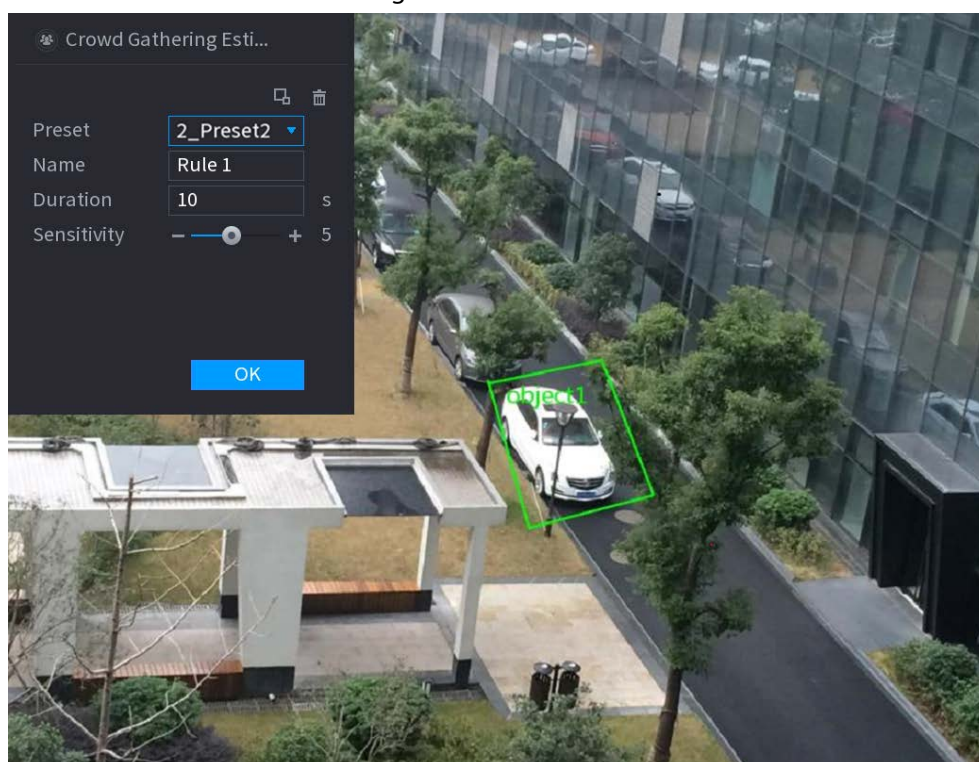 Crowd Gathering Esti...
Preset 2_Preset2
Name Rule 1
Duration 10 s
Sensitivity - + 5
OK
object1